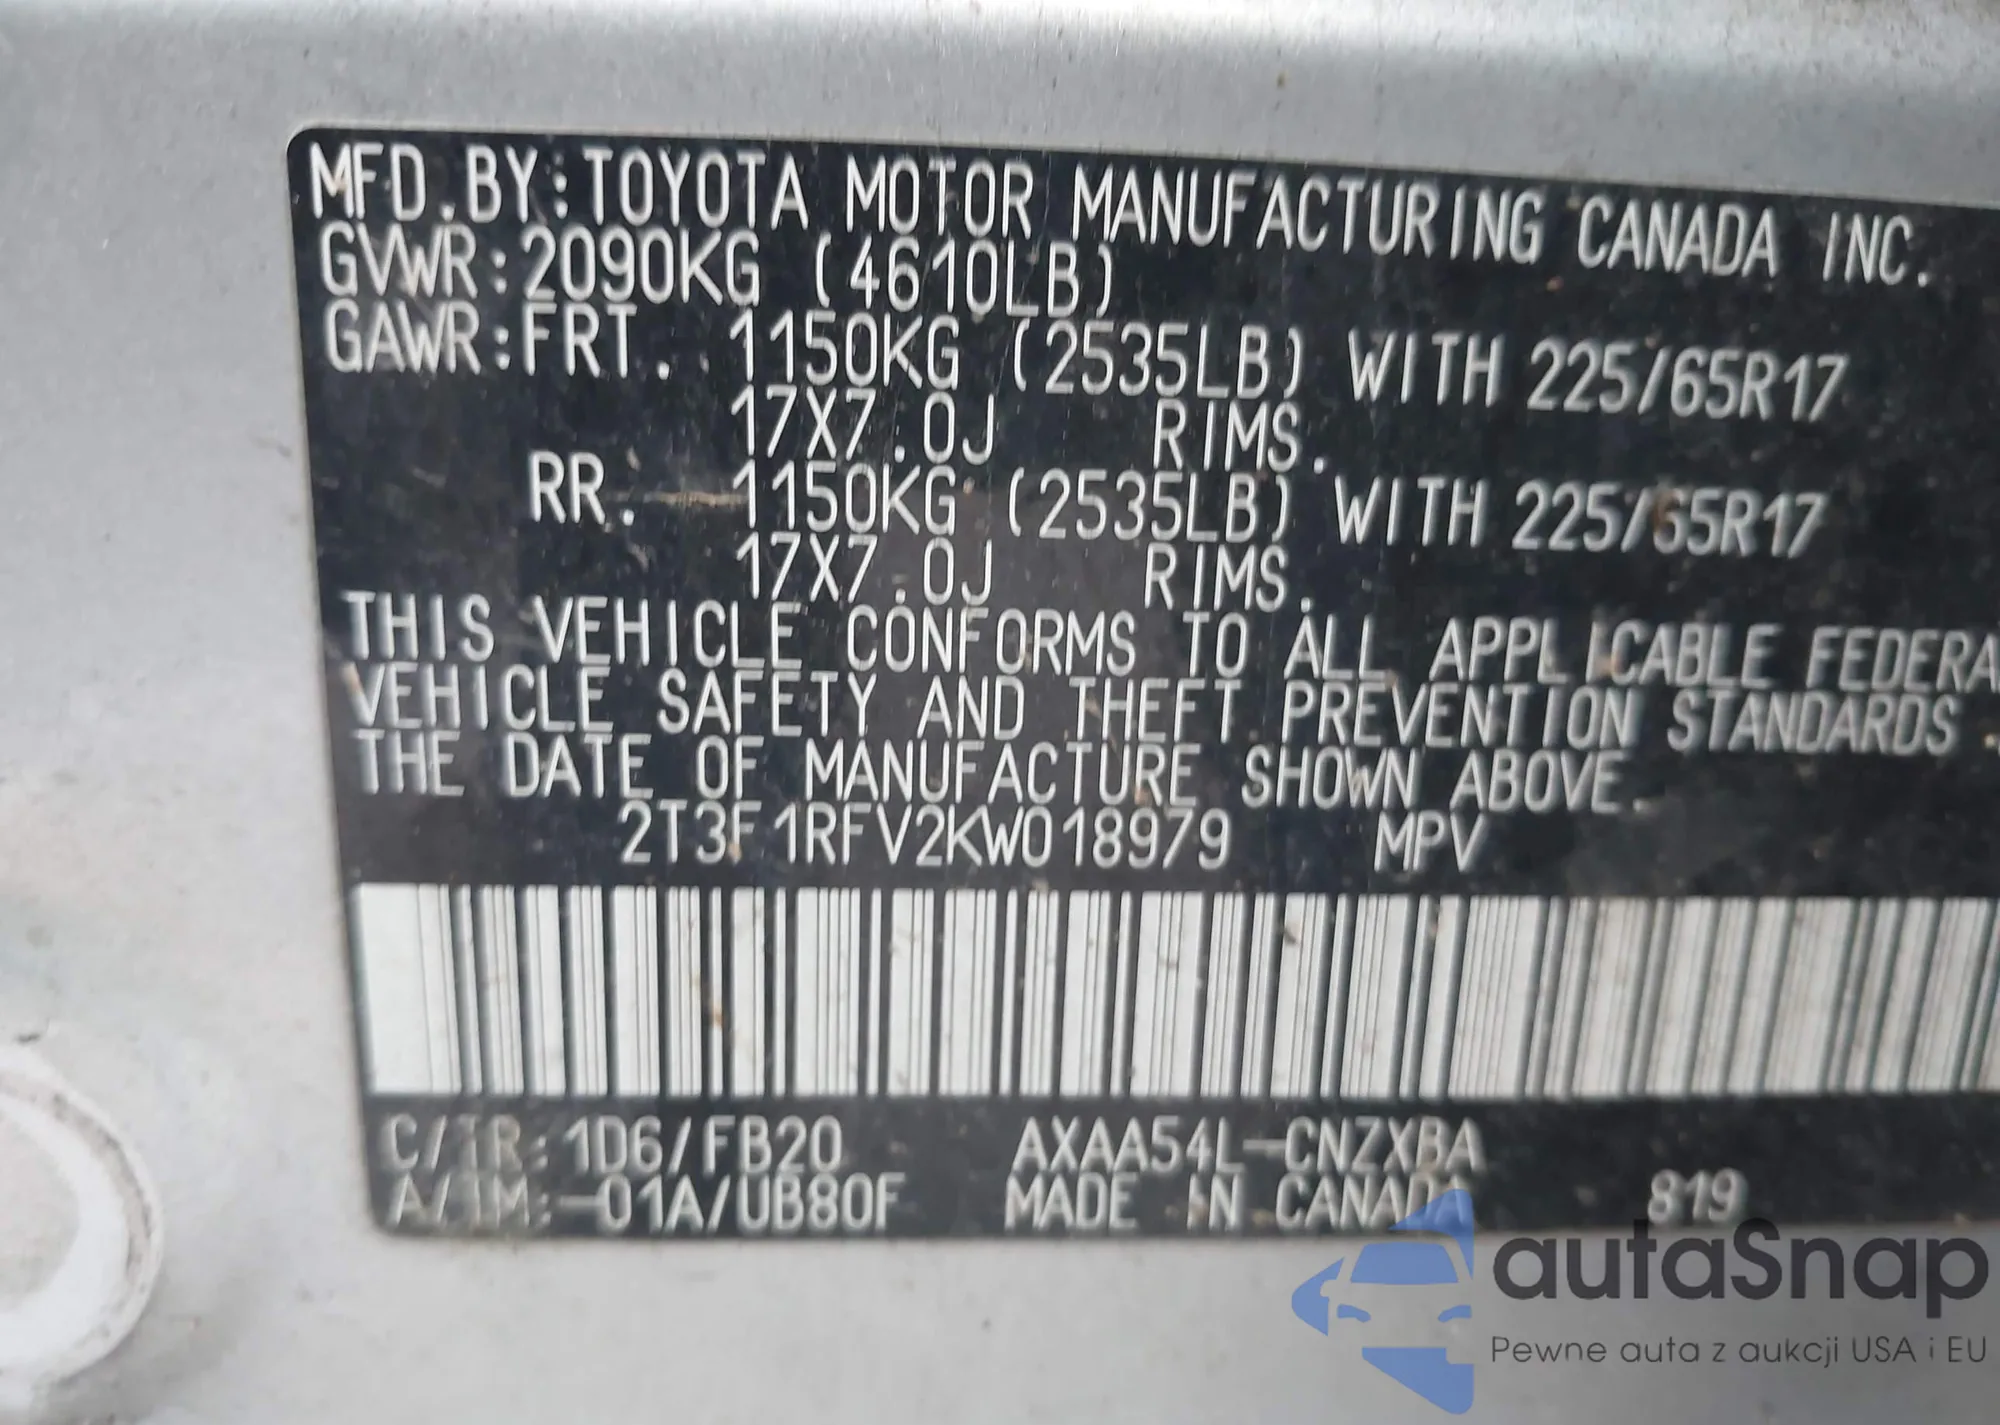 MFD.BY:TOYOTA MOTOR MANUFACTURING CANADA INC.
GVWR:2090KG (4610LB)
GAWR:FRT. 1150KG (2535LB) WITH 225/65R17
17X7.0J RIMS.
RR. 1150KG (2535LB) WITH 225/65R17
17X7.0J RIMS.
THIS VEHICLE CONFORMS TO ALL APPLICABLE FEDERA
VEHICLE SAFETY AND THEFT PREVENTION STANDARDS
THE DATE OF MANUFACTURE SHOWN ABOVE.
2T3F1RFV2KW018979 MPV
C/TR:1D6/FB20 AXAA54L-CNZXBA
A/TM:-01A/UB80F MADE IN CANADA 819
autaSnap
Pewne auta z aukcji USA i EU